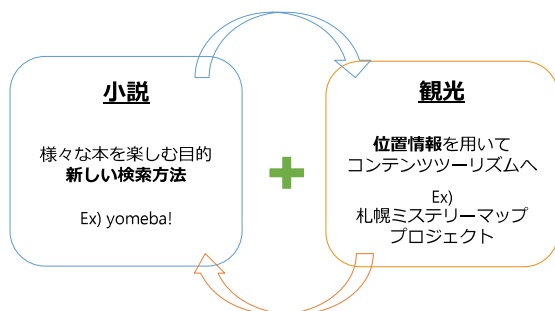 小説
様々な本を楽しむ目的
新しい検索方法
Ex) yomeba!
観光
位置情報を用いて
コンテンツツーリズムへ
Ex)
札幌ミステリーマップ
プロジェクト